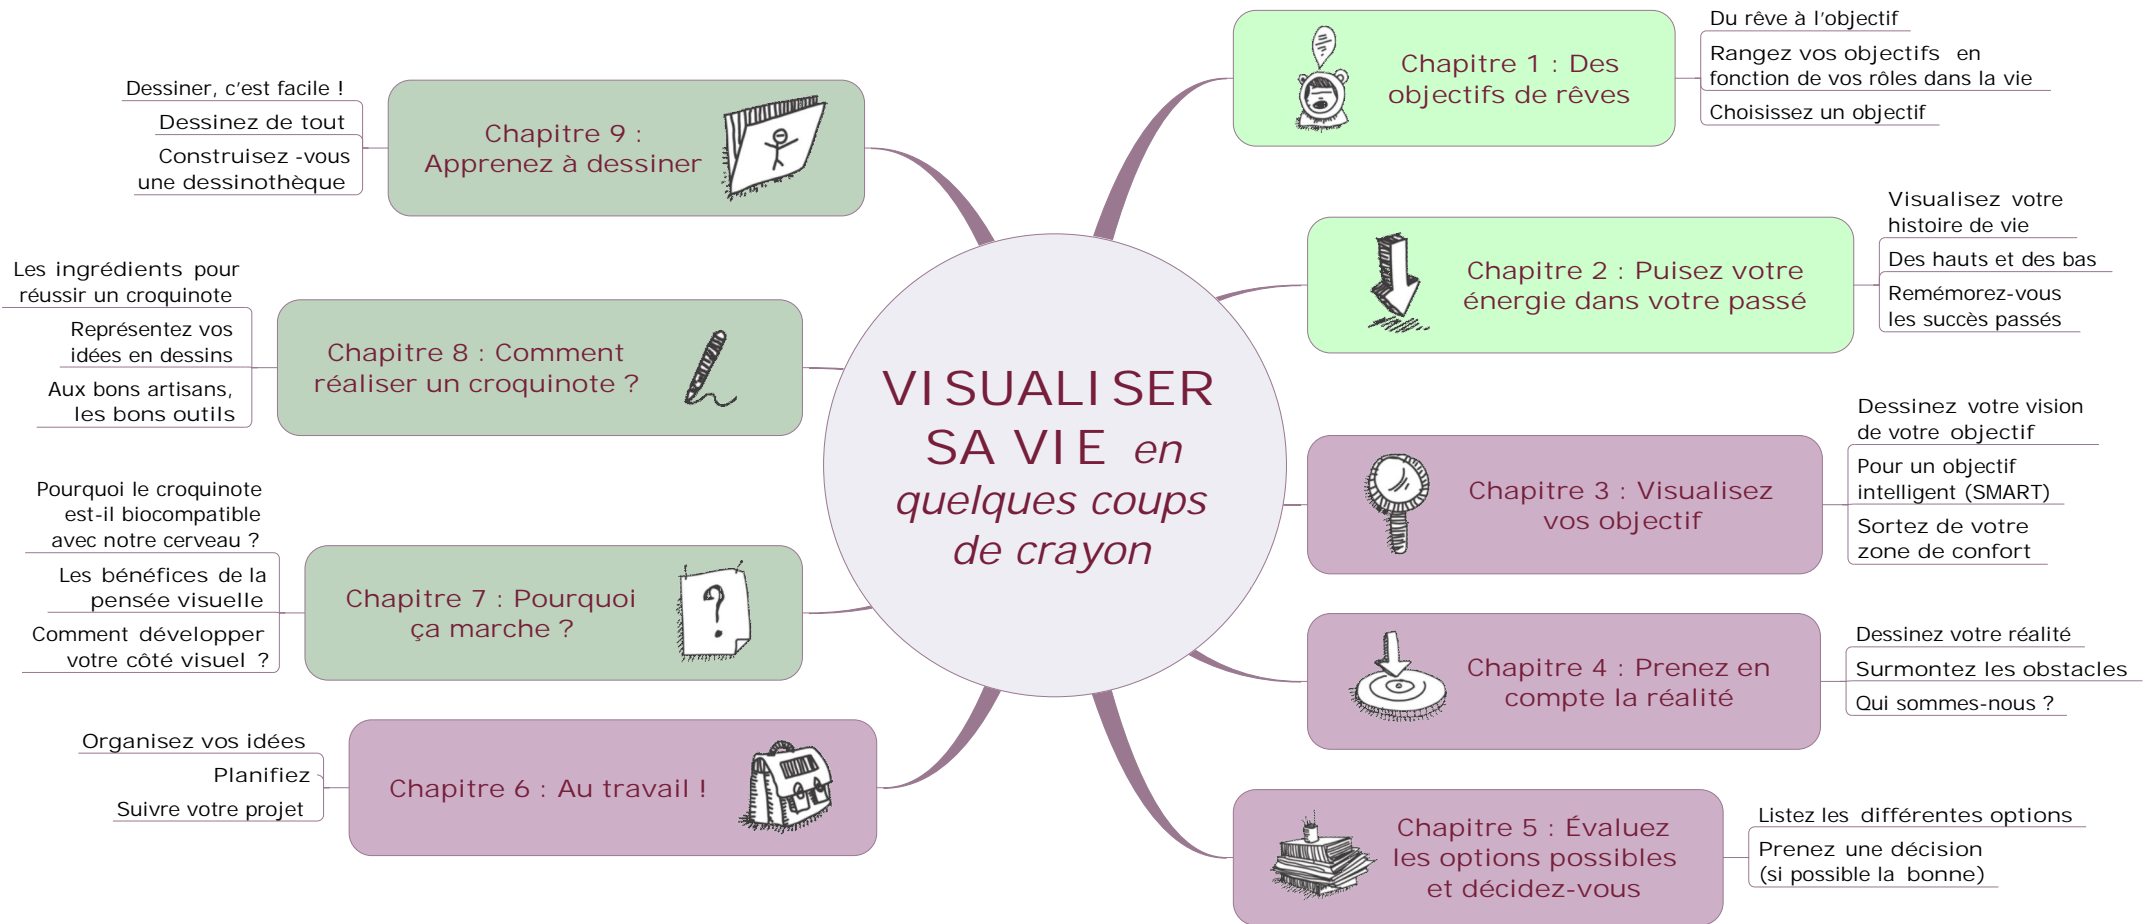 VISUALISER
SA VIE en
quelques coups
de crayon
Chapitre 1 : Des
objectifs de rêves
Du rêve à l'objectif
Rangez vos objectifs en
fonction de vos rôles dans la vie
Choisissez un objectif
Chapitre 2 : Puisez votre
énergie dans votre passé
Visualisez votre
histoire de vie
Des hauts et des bas
Remémorez-vous
les succès passés
Chapitre 3 : Visualisez
vos objectif
Dessinez votre vision
de votre objectif
Pour un objectif
intelligent (SMART)
Sortez de votre
zone de confort
Chapitre 4 : Prenez en
compte la réalité
Dessinez votre réalité
Surmontez les obstacles
Qui sommes-nous ?
Chapitre 5 : Évaluez
les options possibles
et décidez-vous
Listez les différentes options
Prenez une décision
(si possible la bonne)
Chapitre 6 : Au travail !
Organisez vos idées
Planifiez
Suivre votre projet
Chapitre 7 : Pourquoi
ça marche ?
?
Pourquoi le croquinote
est-il biocompatible
avec notre cerveau ?
Les bénéfices de la
pensée visuelle
Comment développer
votre côté visuel ?
Chapitre 8 : Comment
réaliser un croquinote ?
Les ingrédients pour
réussir un croquinote
Représentez vos
idées en dessins
Aux bons artisans,
les bons outils
Chapitre 9 :
Apprenez à dessiner
Dessiner, c'est facile !
Dessinez de tout
Construisez -vous
une dessinothèque